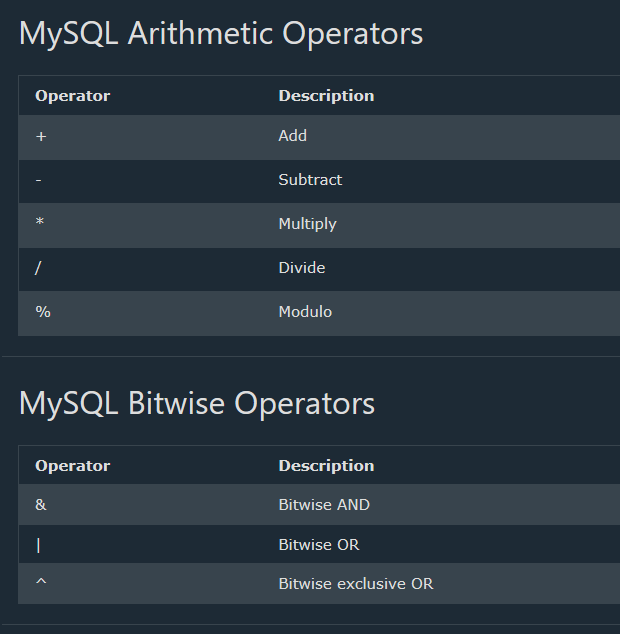 MySQL Arithmetic Operators
Operator Description
+ Add
- Subtract
* Multiply
/ Divide
% Modulo
MySQL Bitwise Operators
Operator Description
& Bitwise AND
| Bitwise OR
^ Bitwise exclusive OR